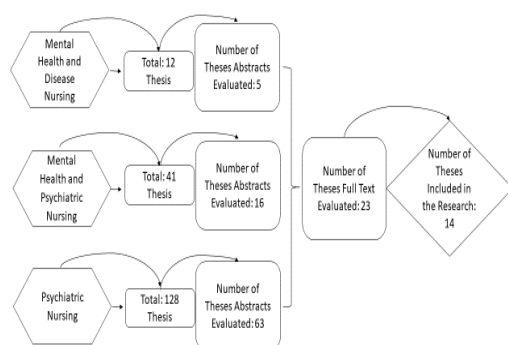 Mental
Health and
Disease
Nursing
Total: 12
Thesis
Number of
Theses Abstracts
Evaluated: 5
Mental
Health and
Psychiatric
Nursing
Total: 41
Thesis
Number of
Theses Abstracts
Evaluated: 16
Psychiatric
Nursing
Total: 128
Thesis
Number of
Theses Abstracts
Evaluated: 63
Number of
Theses Full Text
Evaluated: 23
Number of
Theses
Included in
the Research:
14